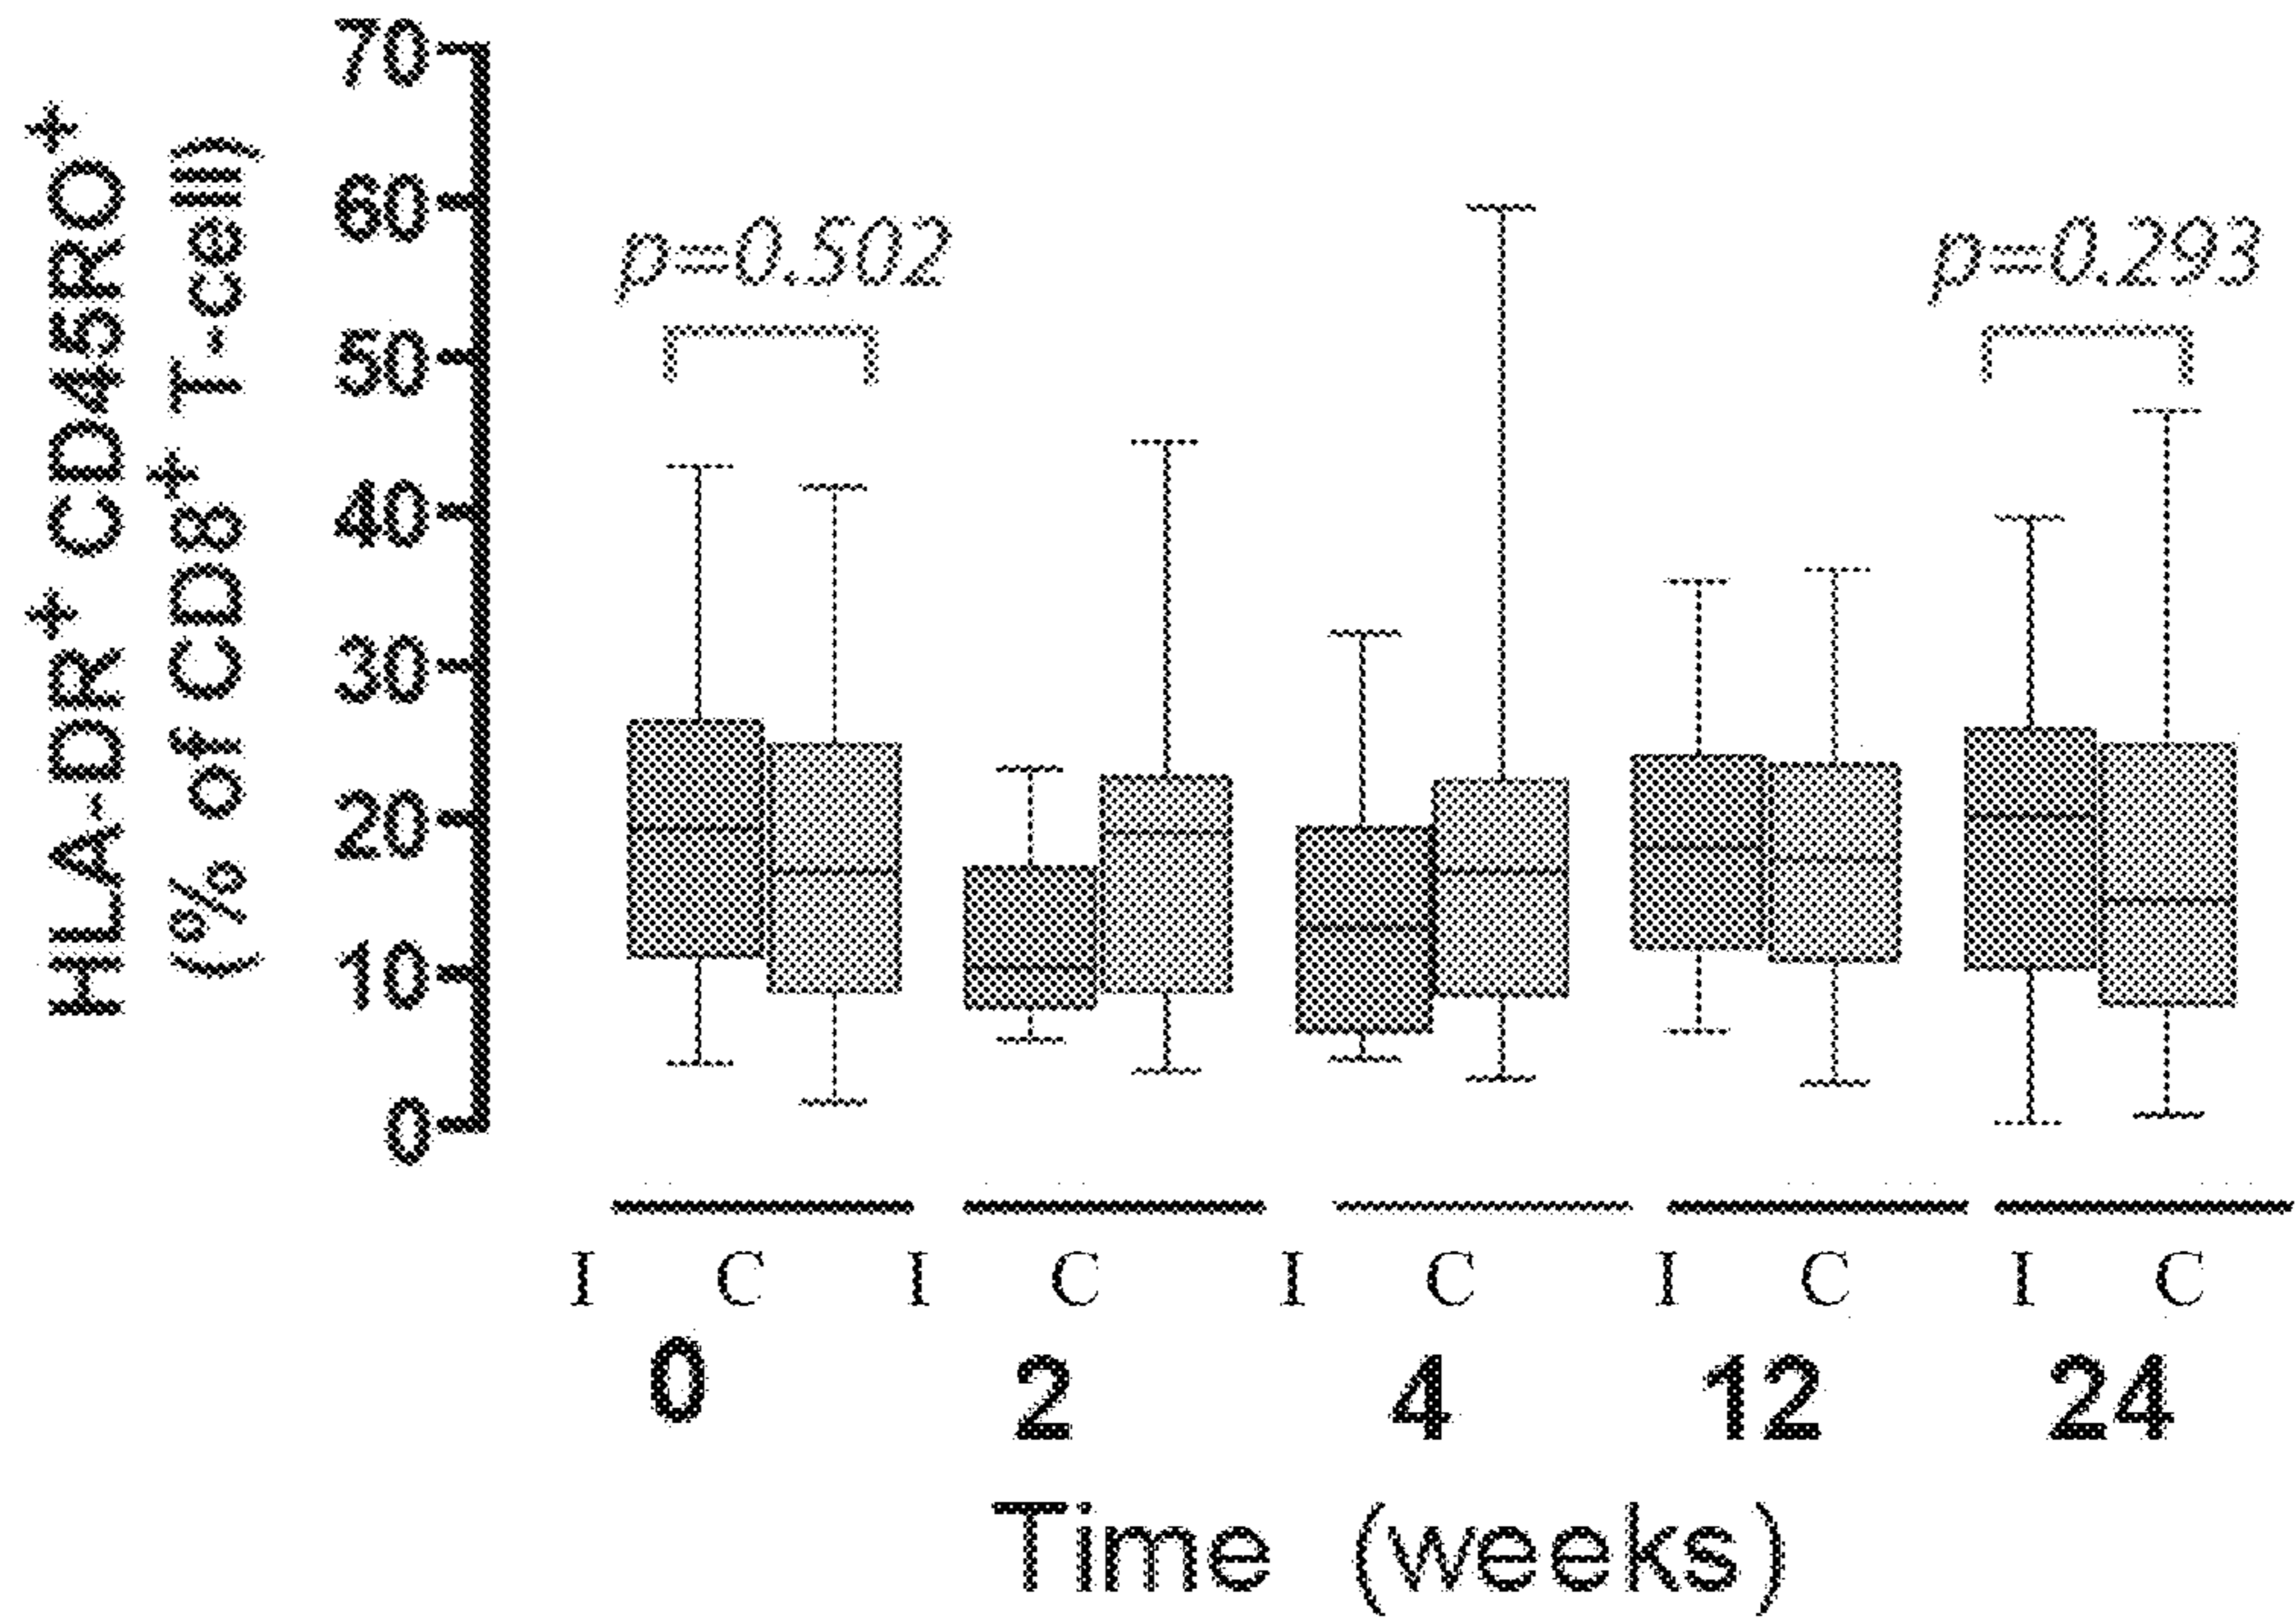 HLA-DR+ CD45RO+
(% of CD8+ T-cell)
70
60
50
40
30
20
10
0
p=0.502
p=0.293
I C I C I C I C I C
0 2 4 12 24
Time (weeks)